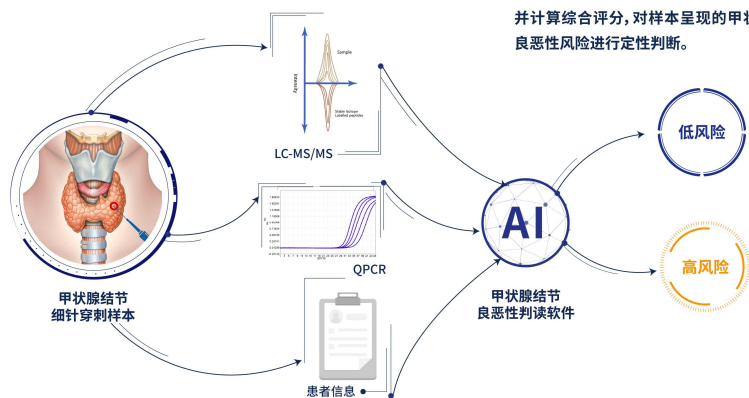 并计算综合评分，对样本呈现的甲状
良恶性风险进行定性判断。
Intensity
Sample
Stable Isotope
Labelled peptides
LC-MS/MS
低风险
AI
QPCR
高风险
甲状腺结节
细针穿刺样本
甲状腺结节
良恶性判读软件
患者信息